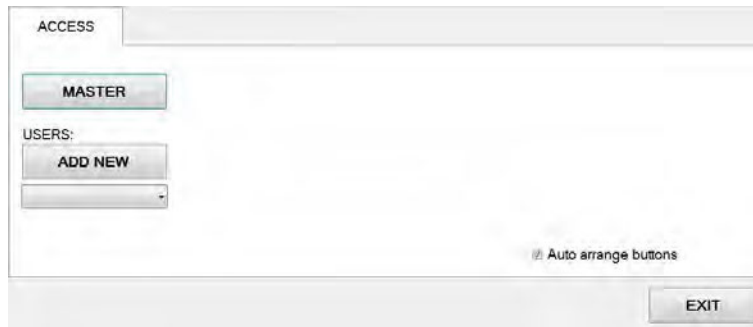 ACCESS
MASTER
USERS:
ADD NEW
Auto arrange buttons
EXIT